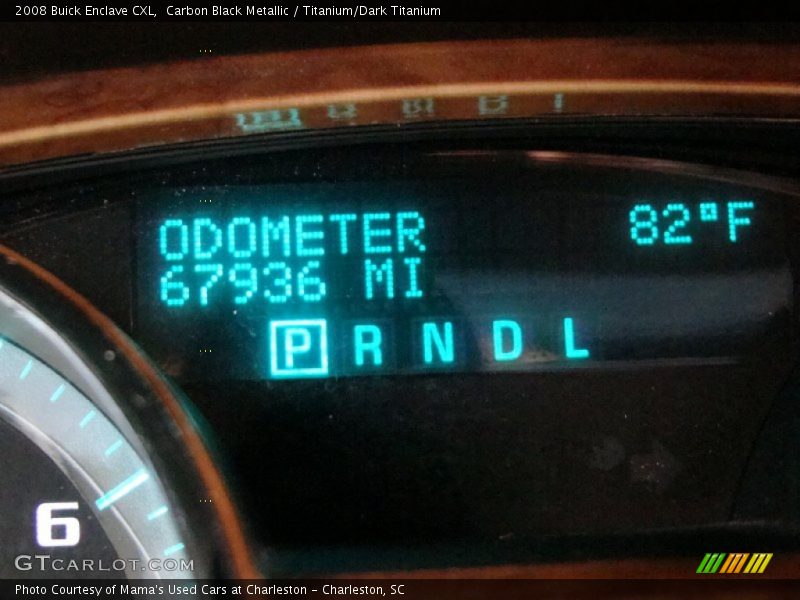 2008 Buick Enclave CXL,  Carbon Black Metallic / Titanium/Dark Titanium
ODOMETER 82°F
67936 MI
P R N D L
6
GTCARLOT.COM
Photo Courtesy of Mama's Used Cars at Charleston - Charleston, SC